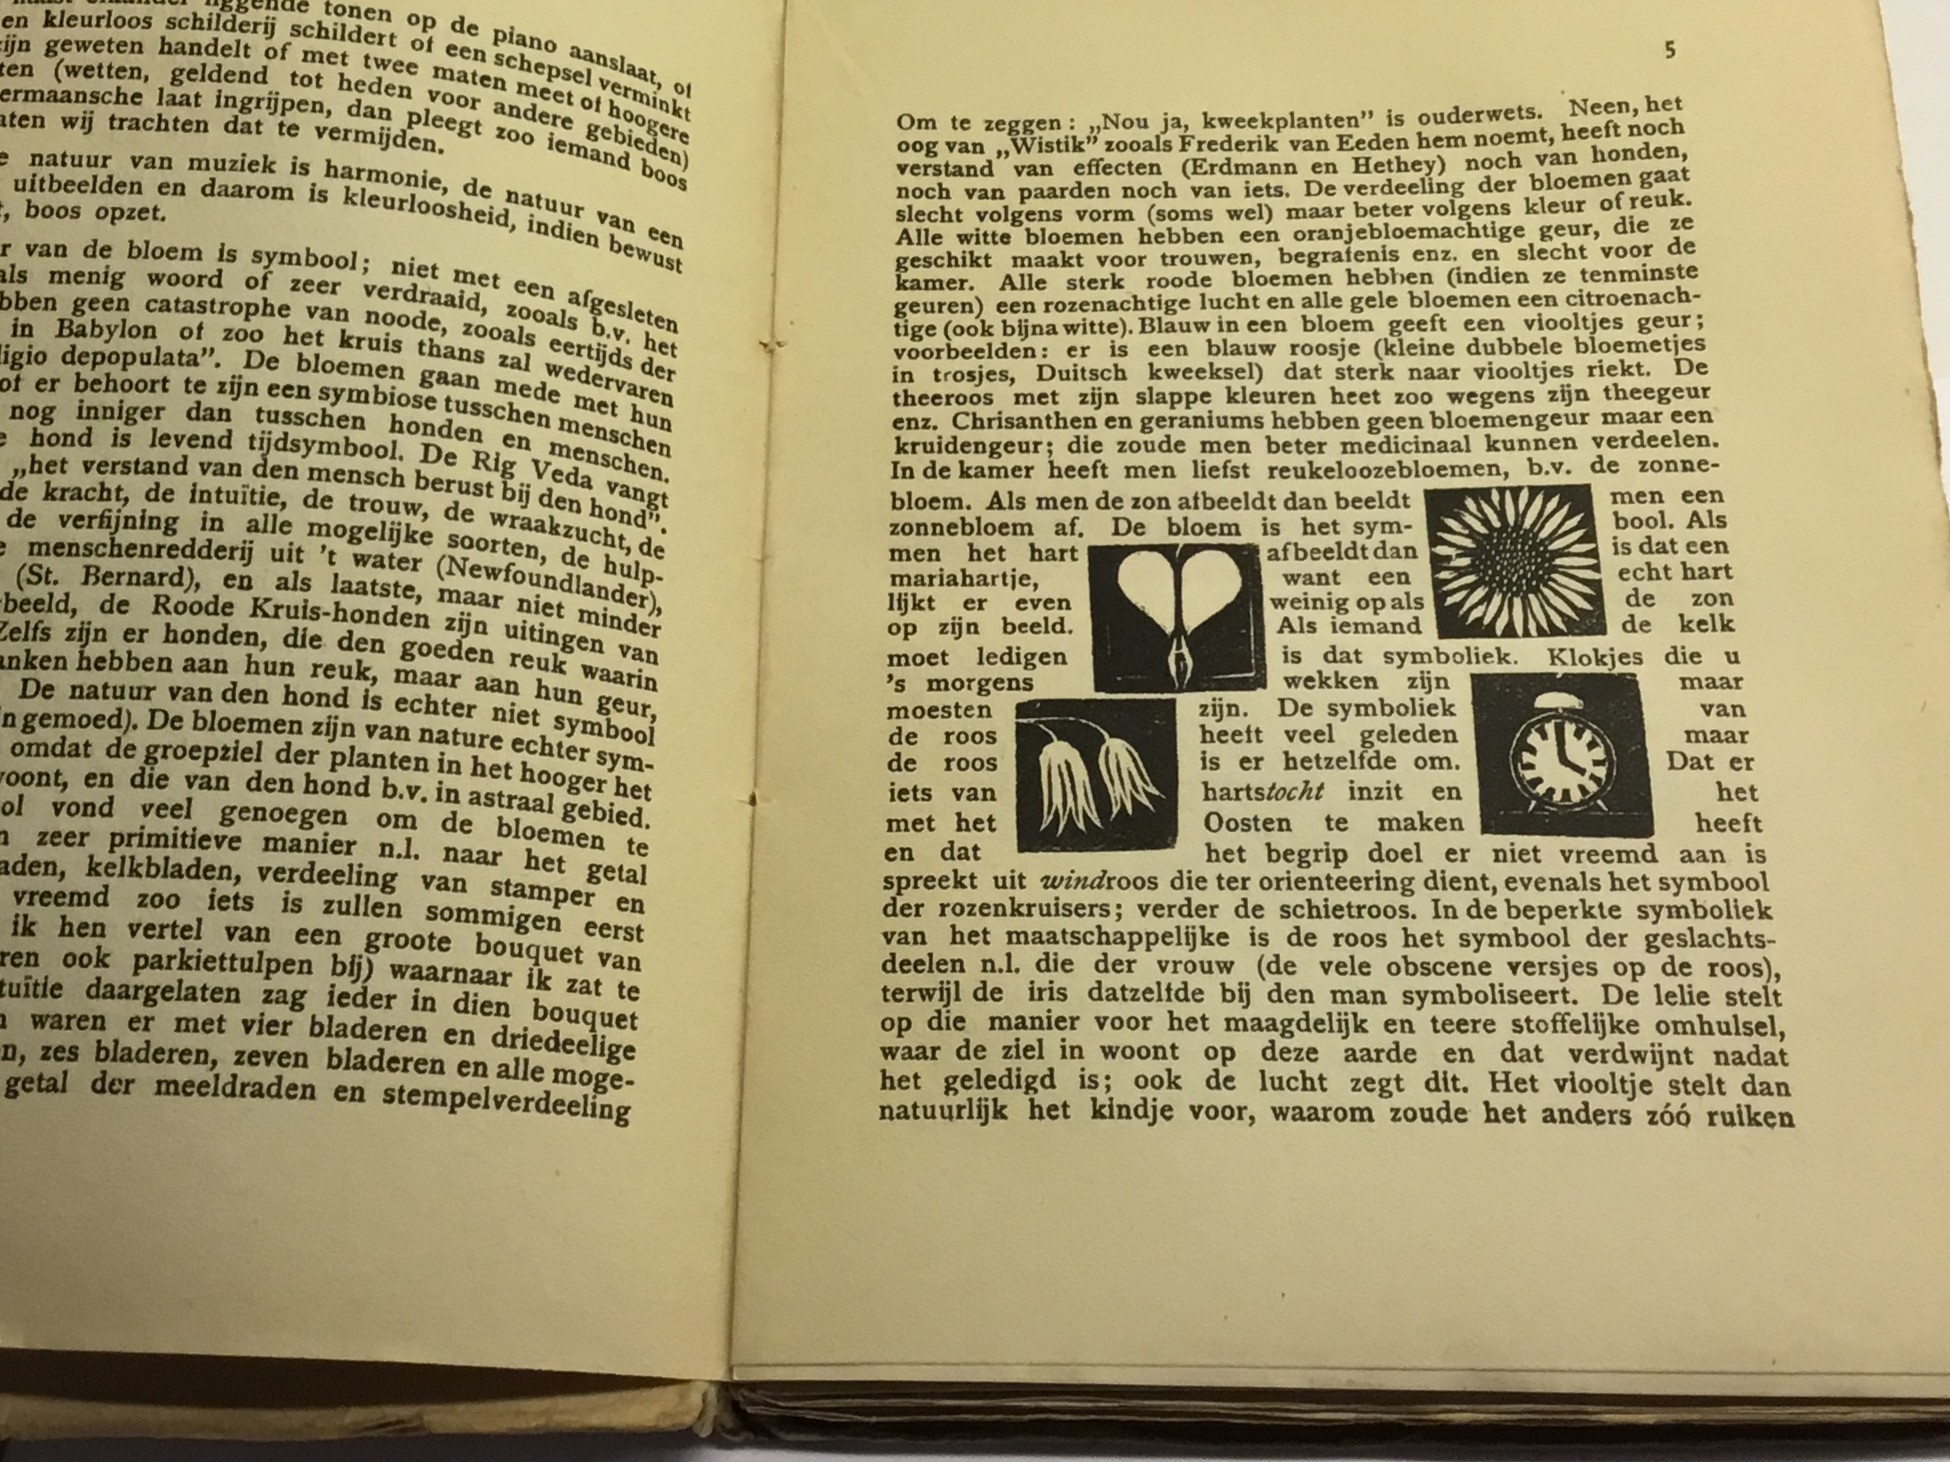 liggende tonen op de piano aanslaat, of
en kleurloos schilderij schildert of een schepsel verminkt
zijn geweten handelt of met twee maten meet of hoogere
ten (wetten, geldend tot heden voor andere gebieden)
ermaansche laat ingrijpen, dan pleegt zoo iemand boos
aten wij trachten dat te vermijden.
e natuur van muziek is harmonie, de natuur van een
uitbeelden en daarom is kleurloosheid, indien bewust
, boos opzet.
r van de bloem is symbool; niet met een afgesleten
als menig woord of zeer verdraaid, zooals b.v. het
bben geen catastrophe van noode, zooals eertijds der
in Babylon of zoo het kruis thans zal wedervaren
ligio depopulata”. De bloemen gaan mede met hun
of er behoort te zijn een symbiose tusschen menschen
nog inniger dan tusschen honden en menschen.
e hond is levend tijdsymbool. De Rig Veda vangt
„het verstand van den mensch berust bij den hond”.
de kracht, de intuïtie, de trouw, de wraakzucht, de
de verfijning in alle mogelijke soorten, de hulp-
e menschenredderij uit 't water (Newfoundlander),
(St. Bernard), en als laatste, maar niet minder
beeld, de Roode Kruis-honden zijn uitingen van
Zelfs zijn er honden, die den goeden reuk waarin
anken hebben aan hun reuk, maar aan hun geur,
De natuur van den hond is echter niet symbool
n gemoed). De bloemen zijn van nature echter sym-
omdat de groepziel der planten in het hooger het
woont, en die van den hond b.v. in astraal gebied.
ol vond veel genoegen om de bloemen te
n zeer primitieve manier n.l. naar het getal
aden, kelkbladen, verdeeling van stamper en
vreemd zoo iets is zullen sommigen eerst
ik hen vertel van een groote bouquet van
ren ook parkiettulpen bij) waarnaar ik zat te
tuïtie daargelaten zag ieder in dien bouquet
n waren er met vier bladeren en driedeelige
n, zes bladeren, zeven bladeren en alle moge-
getal der meeldraden en stempelverdeeling
5
Om te zeggen: „Nou ja, kweekplanten” is ouderwets. Neen, het
oog van „Wistik” zooals Frederik van Eeden hem noemt, heeft noch
verstand van effecten (Erdmann en Hethey) noch van honden,
noch van paarden noch van iets. De verdeeling der bloemen gaat
slecht volgens vorm (soms wel) maar beter volgens kleur of reuk.
Alle witte bloemen hebben een oranjebloemachtige geur, die ze
geschikt maakt voor trouwen, begrafenis enz. en slecht voor de
kamer. Alle sterk roode bloemen hebben (indien ze tenminste
geuren) een rozenachtige lucht en alle gele bloemen een citroenach-
tige (ook bijna witte). Blauw in een bloem geeft een viooltjes geur;
voorbeelden: er is een blauw roosje (kleine dubbele bloemetjes
in trosjes, Duitsch kweeksel) dat sterk naar viooltjes riekt. De
theeroos met zijn slappe kleuren heet zoo wegens zijn theegeur
enz. Chrisanthen en geraniums hebben geen bloemengeur maar een
kruidengeur; die zoude men beter medicinaal kunnen verdeelen.
In de kamer heeft men liefst reukeloozebloemen, b.v. de zonne-
bloem. Als men de zon afbeeldt dan beeldt men een
zonnebloem af. De bloem is het sym- bool. Als
men het hart afbeeldt dan is dat een
mariahartje, want een echt hart
lijkt er even weinig op als de zon
op zijn beeld. Als iemand de kelk
moet ledigen is dat symboliek. Klokjes die u
's morgens wekken zijn maar
moesten zijn. De symboliek van
de roos heeft veel geleden maar
de roos is er hetzelfde om. Dat er
iets van hartstocht inzit en het
met het Oosten te maken heeft
en dat het begrip doel er niet vreemd aan is
spreekt uit windroos die ter orienteering dient, evenals het symbool
der rozenkruisers; verder de schietroos. In de beperkte symboliek
van het maatschappelijke is de roos het symbool der geslachts-
deelen n.l. die der vrouw (de vele obscene versjes op de roos),
terwijl de iris datzelfde bij den man symboliseert. De lelie stelt
op die manier voor het maagdelijk en teere stoffelijke omhulsel,
waar de ziel in woont op deze aarde en dat verdwijnt nadat
het geledigd is; ook de lucht zegt dit. Het viooltje stelt dan
natuurlijk het kindje voor, waarom zoude het anders zóó ruiken